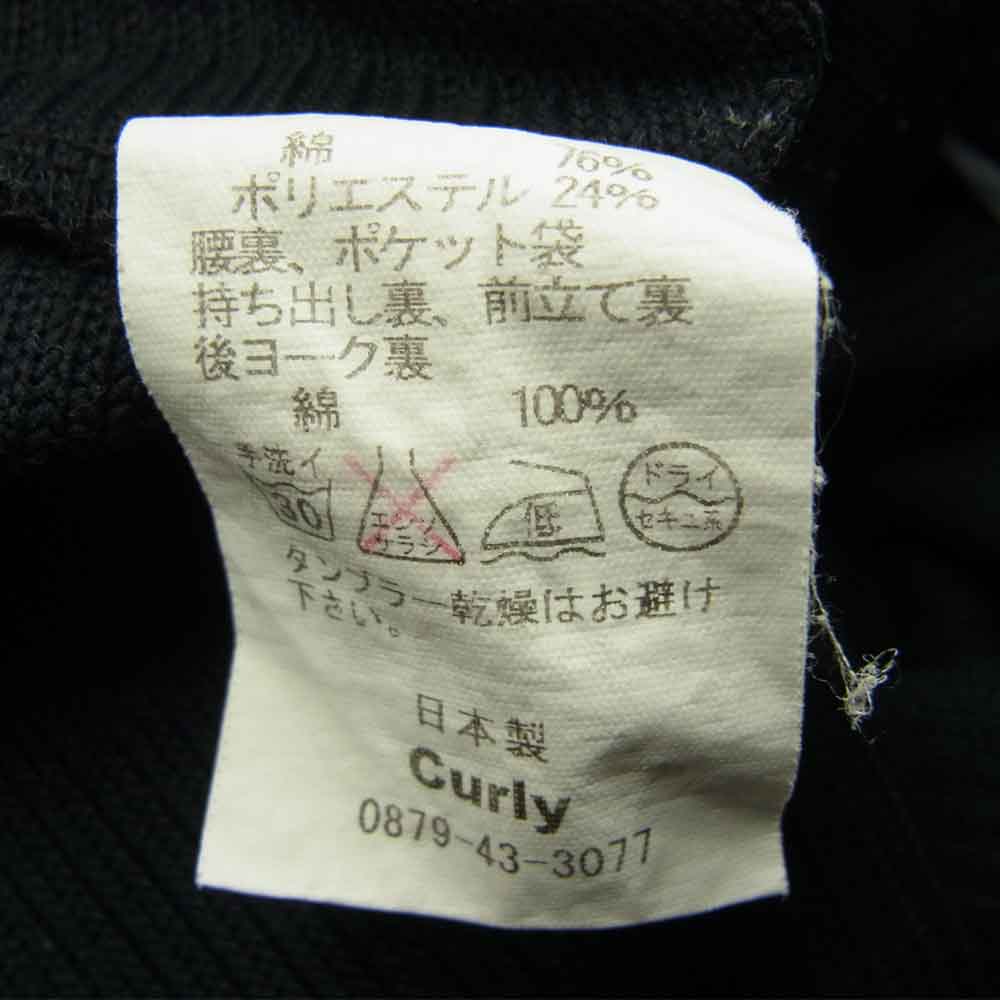 綿 76%
ポリエステル 24%
腰裏、ポケット袋
持ち出し裏、前立て裏
後ヨーク裏
綿 100%
手洗イ
30
エンソ
サラシ
低
ドライ
セキユ系
タンブラー乾燥はお避け
下さい。
日本製
Curly
0879-43-3077